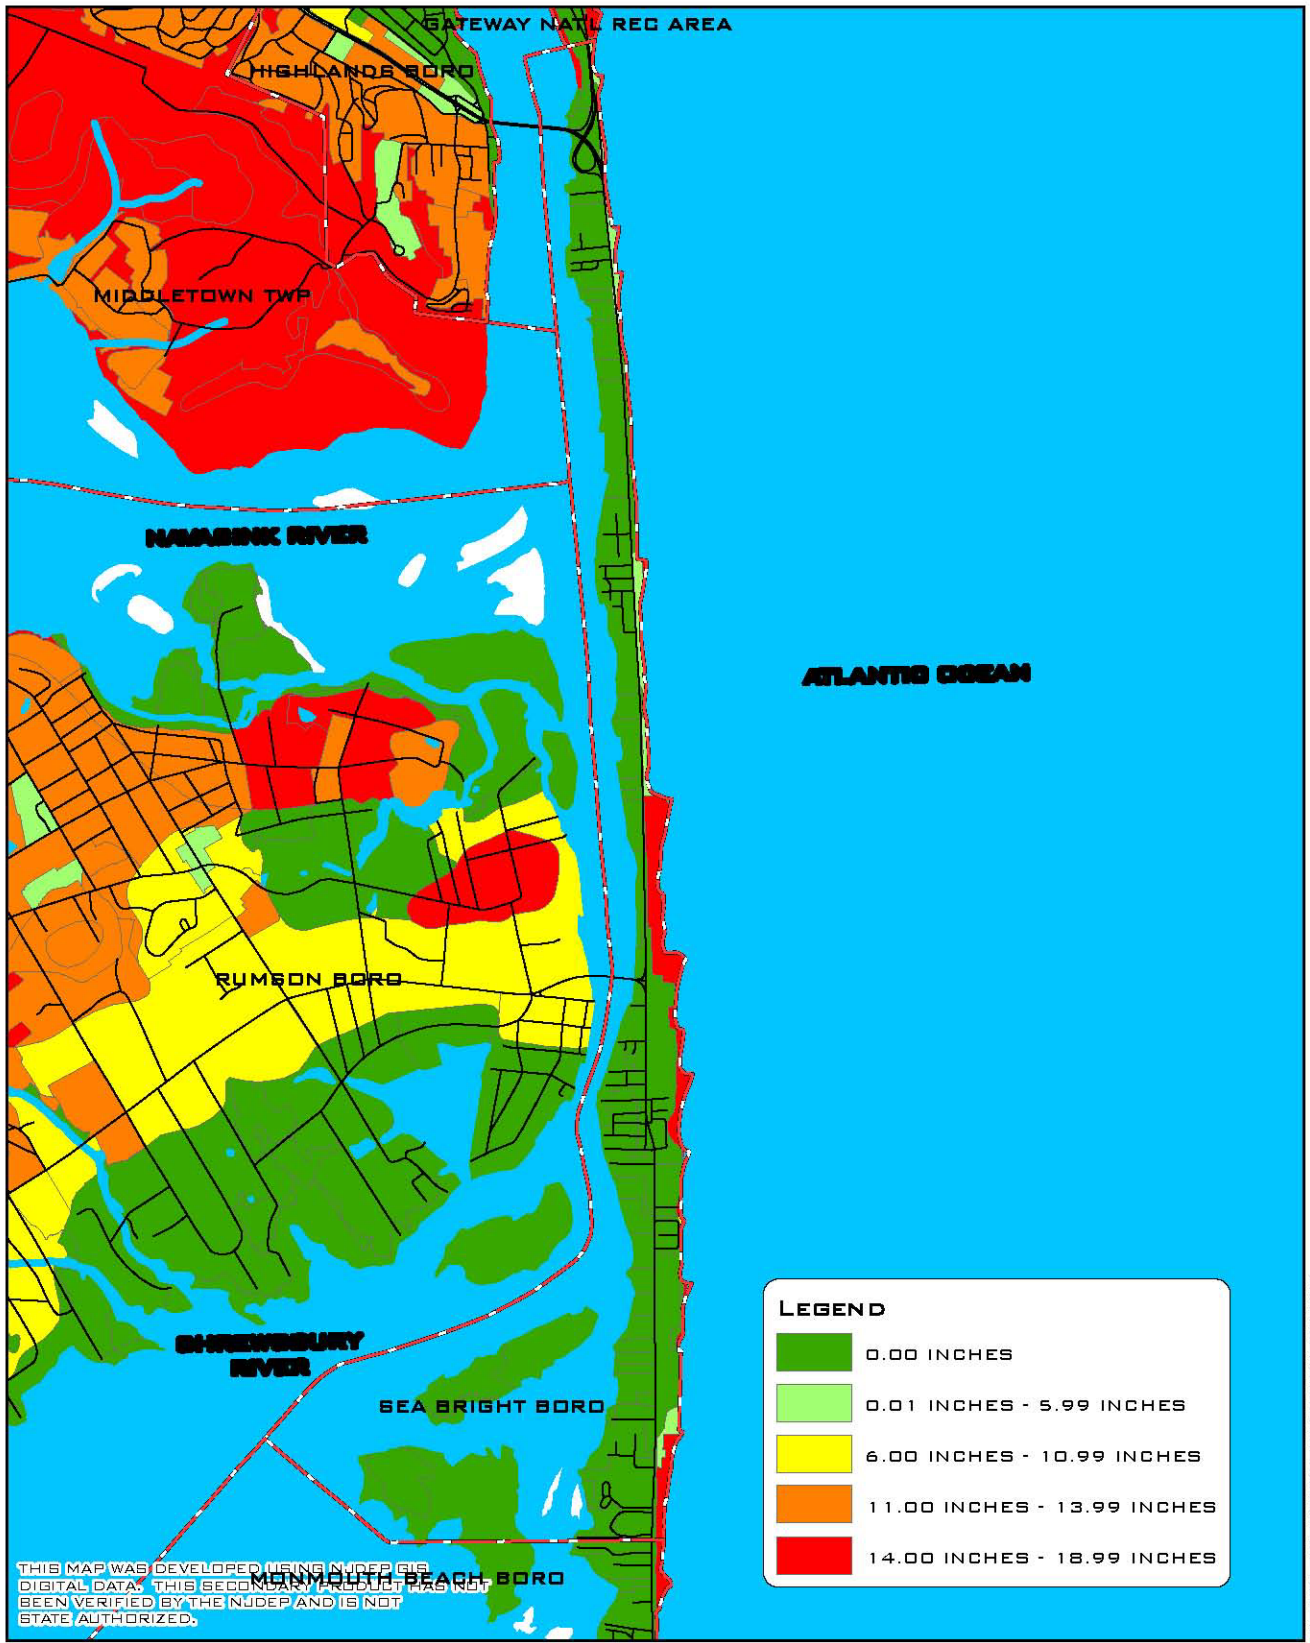 GATEWAY NAT'L REC AREA
HIGHLANDS BORO
MIDDLETOWN TWP
NAVASINK RIVER
ATLANTIC OCEAN
RUMSON BORO
LEGEND
0.00 INCHES
0.01 INCHES - 5.99 INCHES
6.00 INCHES - 10.99 INCHES
11.00 INCHES - 13.99 INCHES
14.00 INCHES - 18.99 INCHES
SHREWSBURY
RIVER
SEA BRIGHT BORO
MONMOUTH BEACH BORO
THIS MAP WAS DEVELOPED USING NJDEP GIS
DIGITAL DATA. THIS SECONDARY PRODUCT HAS NOT
BEEN VERIFIED BY THE NJDEP AND IS NOT
STATE AUTHORIZED.